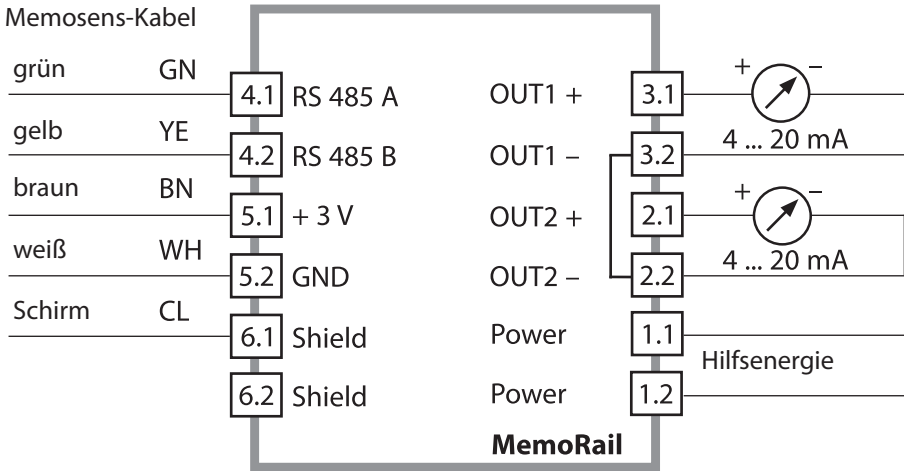 Memosens-Kabel
grün GN 4.1 RS 485 A OUT1 + 3.1 + –
4 ... 20 mA
gelb YE 4.2 RS 485 B OUT1 – 3.2
braun BN 5.1 + 3 V OUT2 + 2.1 + –
4 ... 20 mA
weiß WH 5.2 GND OUT2 – 2.2
Schirm CL 6.1 Shield Power 1.1
Hilfsenergie
6.2 Shield Power 1.2
MemoRail